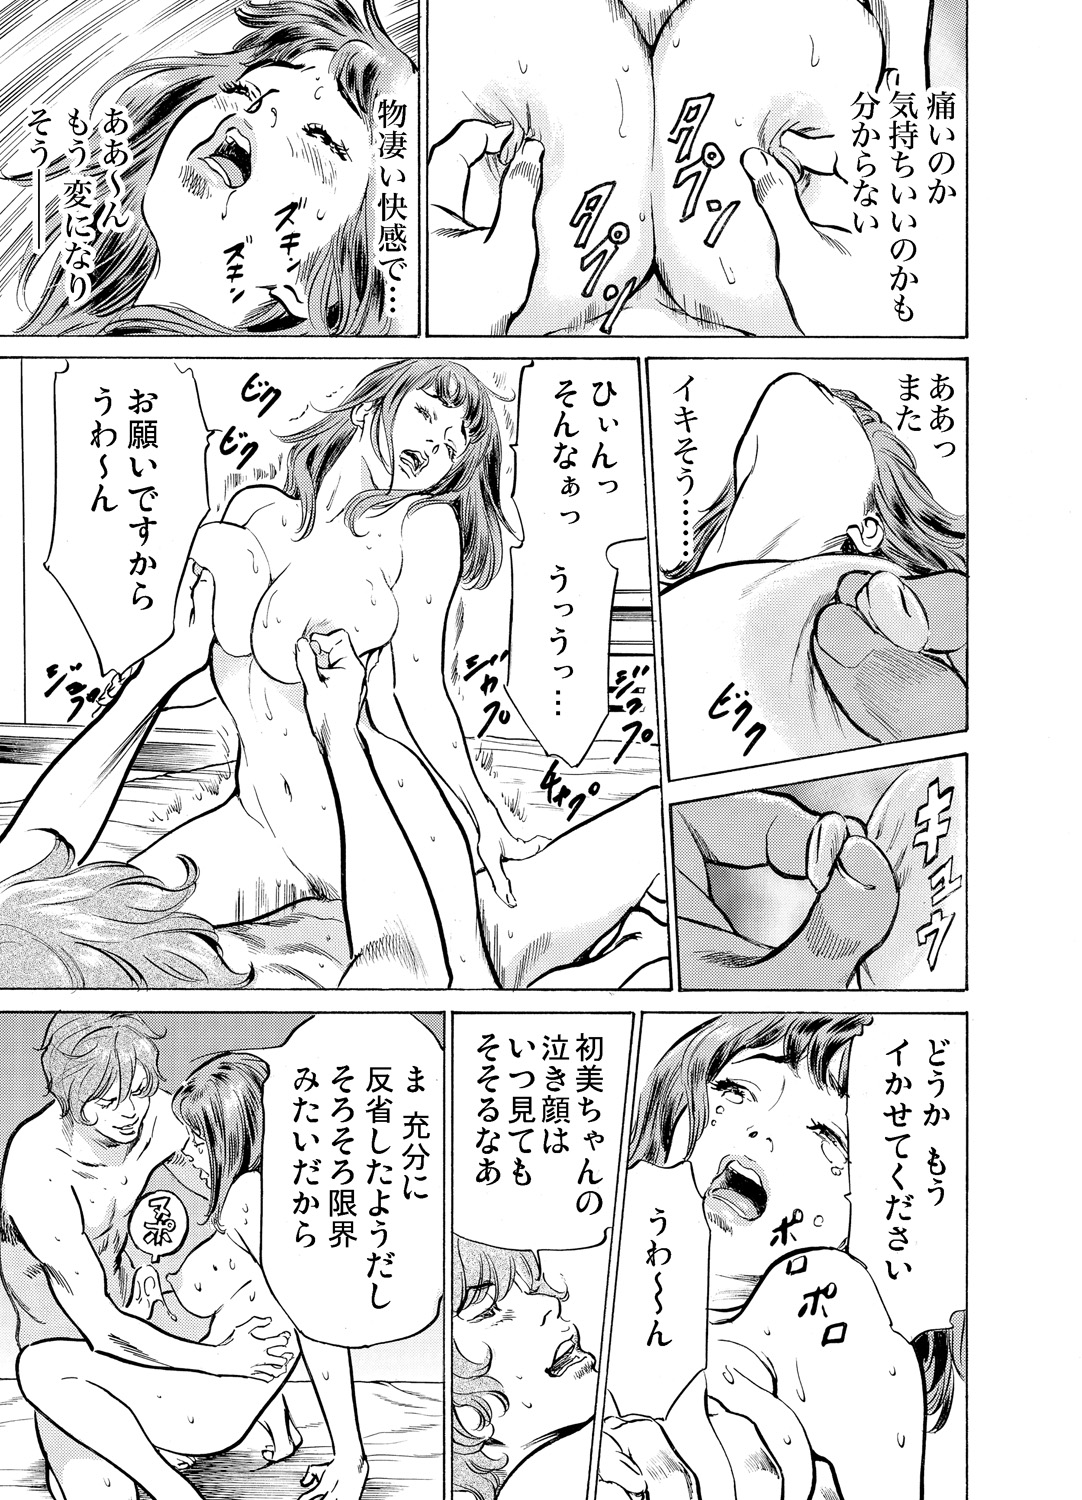 痛いのか
気持ちいいのかも
分からない
タプン
タプン
物凄い快感で…
ズキン
ズキン
ああ～ん
もう 変になり
そう――
ああっ
また
イキそう……
ビクク
キュウ
ひぃんっ
そんなぁっ
うっうっ…
ジュプ
ジャプ
チャプ
ビク
ビク
お願いですから
うわ～ん
ジュプ
どうか もう
イかせてください
ポロ
ポロ
うわ～ん
初美ちゃんの
泣き顔は
いつ見ても
そそるなあ
ま 充分に
反省したようだし
そろそろ限界
みたいだから
ヌポ